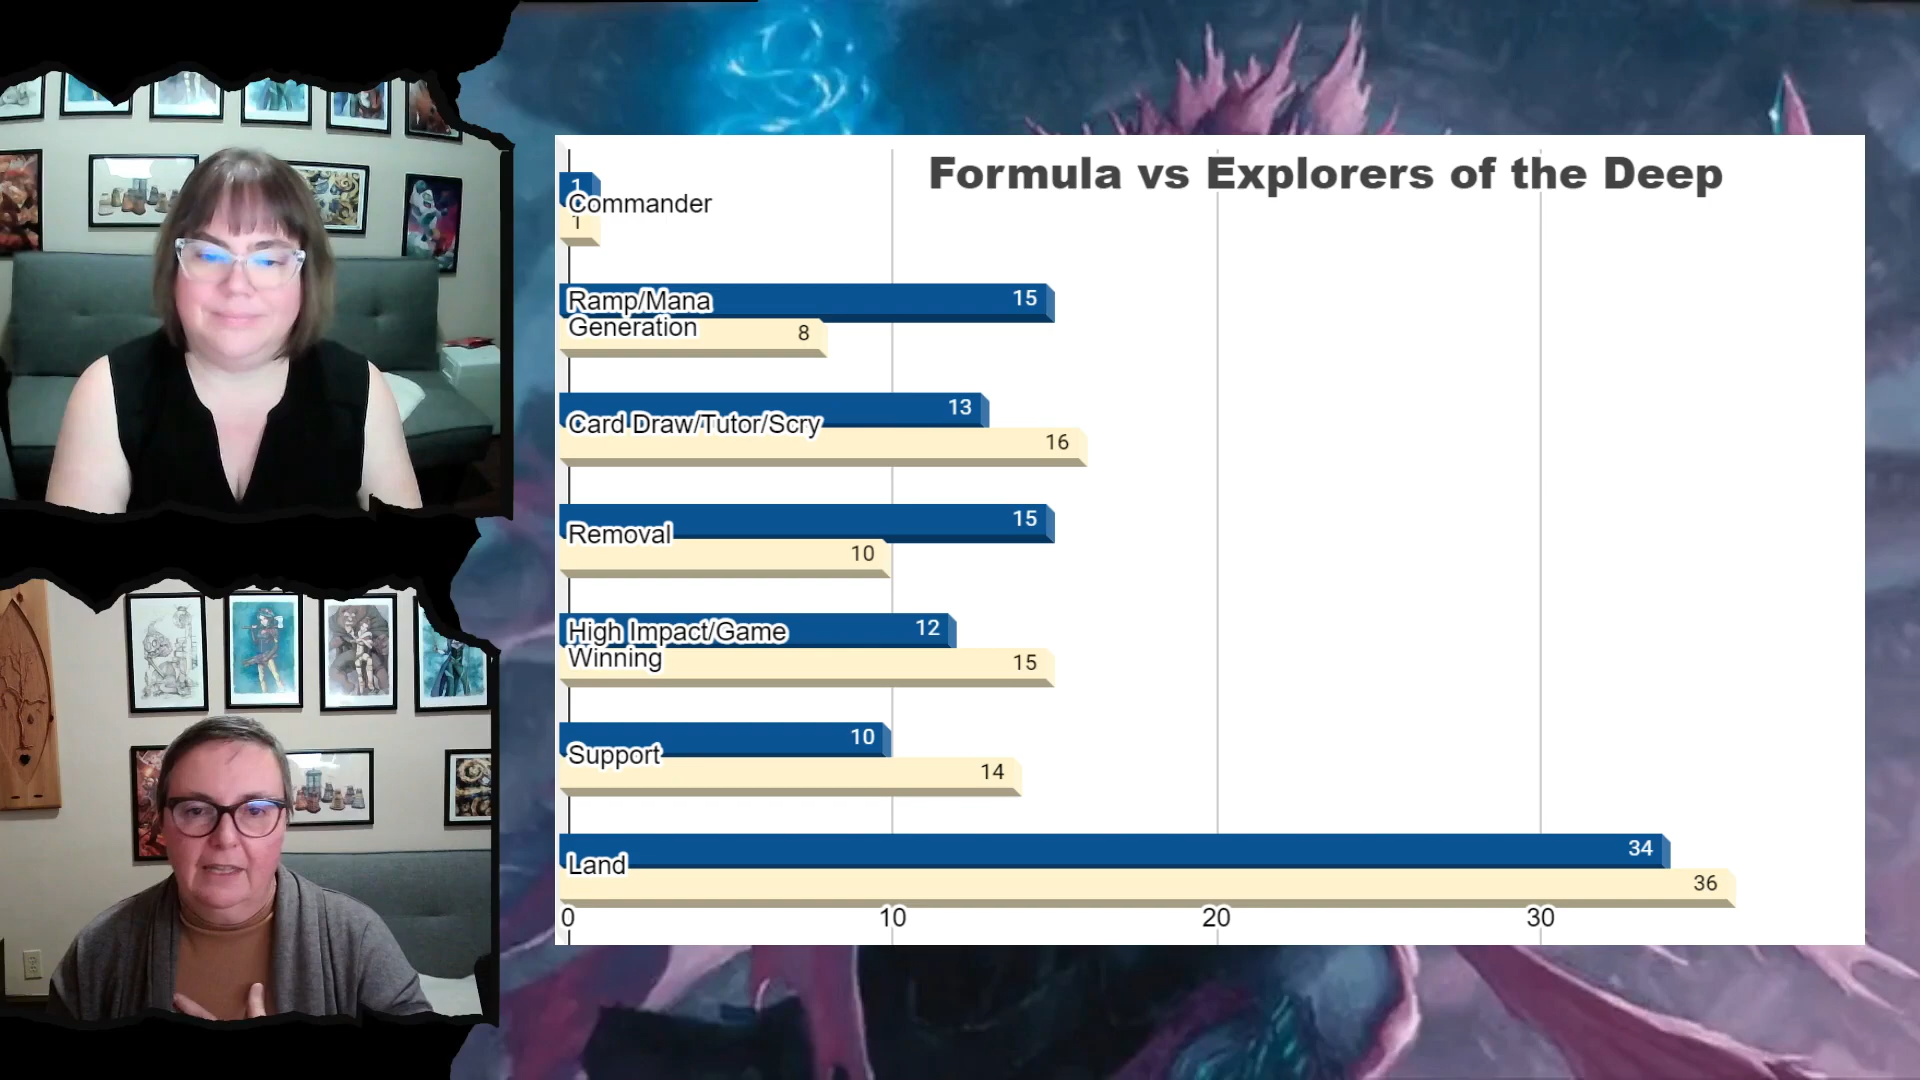 Formula vs Explorers of the Deep
1
Commander
1
Ramp/Mana
Generation
15
8
Card Draw/Tutor/Scry
13
16
Removal
15
10
High Impact/Game
Winning
12
15
Support
10
14
Land
34
36
0 10 20 30